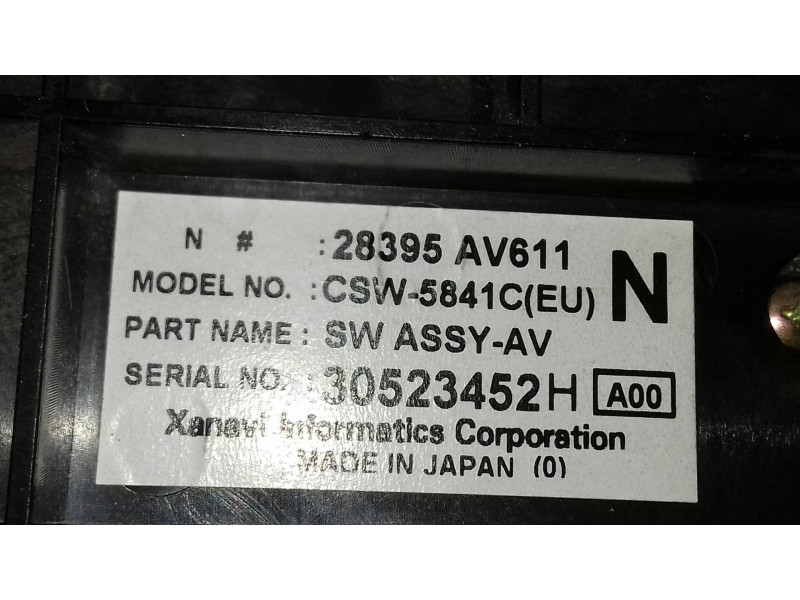 N # : 28395 AV611 N
MODEL NO. : CSW-5841C(EU)
PART NAME : SW ASSY-AV
SERIAL NO. : 30523452H A00
Xanavi Informatics Corporation
MADE IN JAPAN (0)